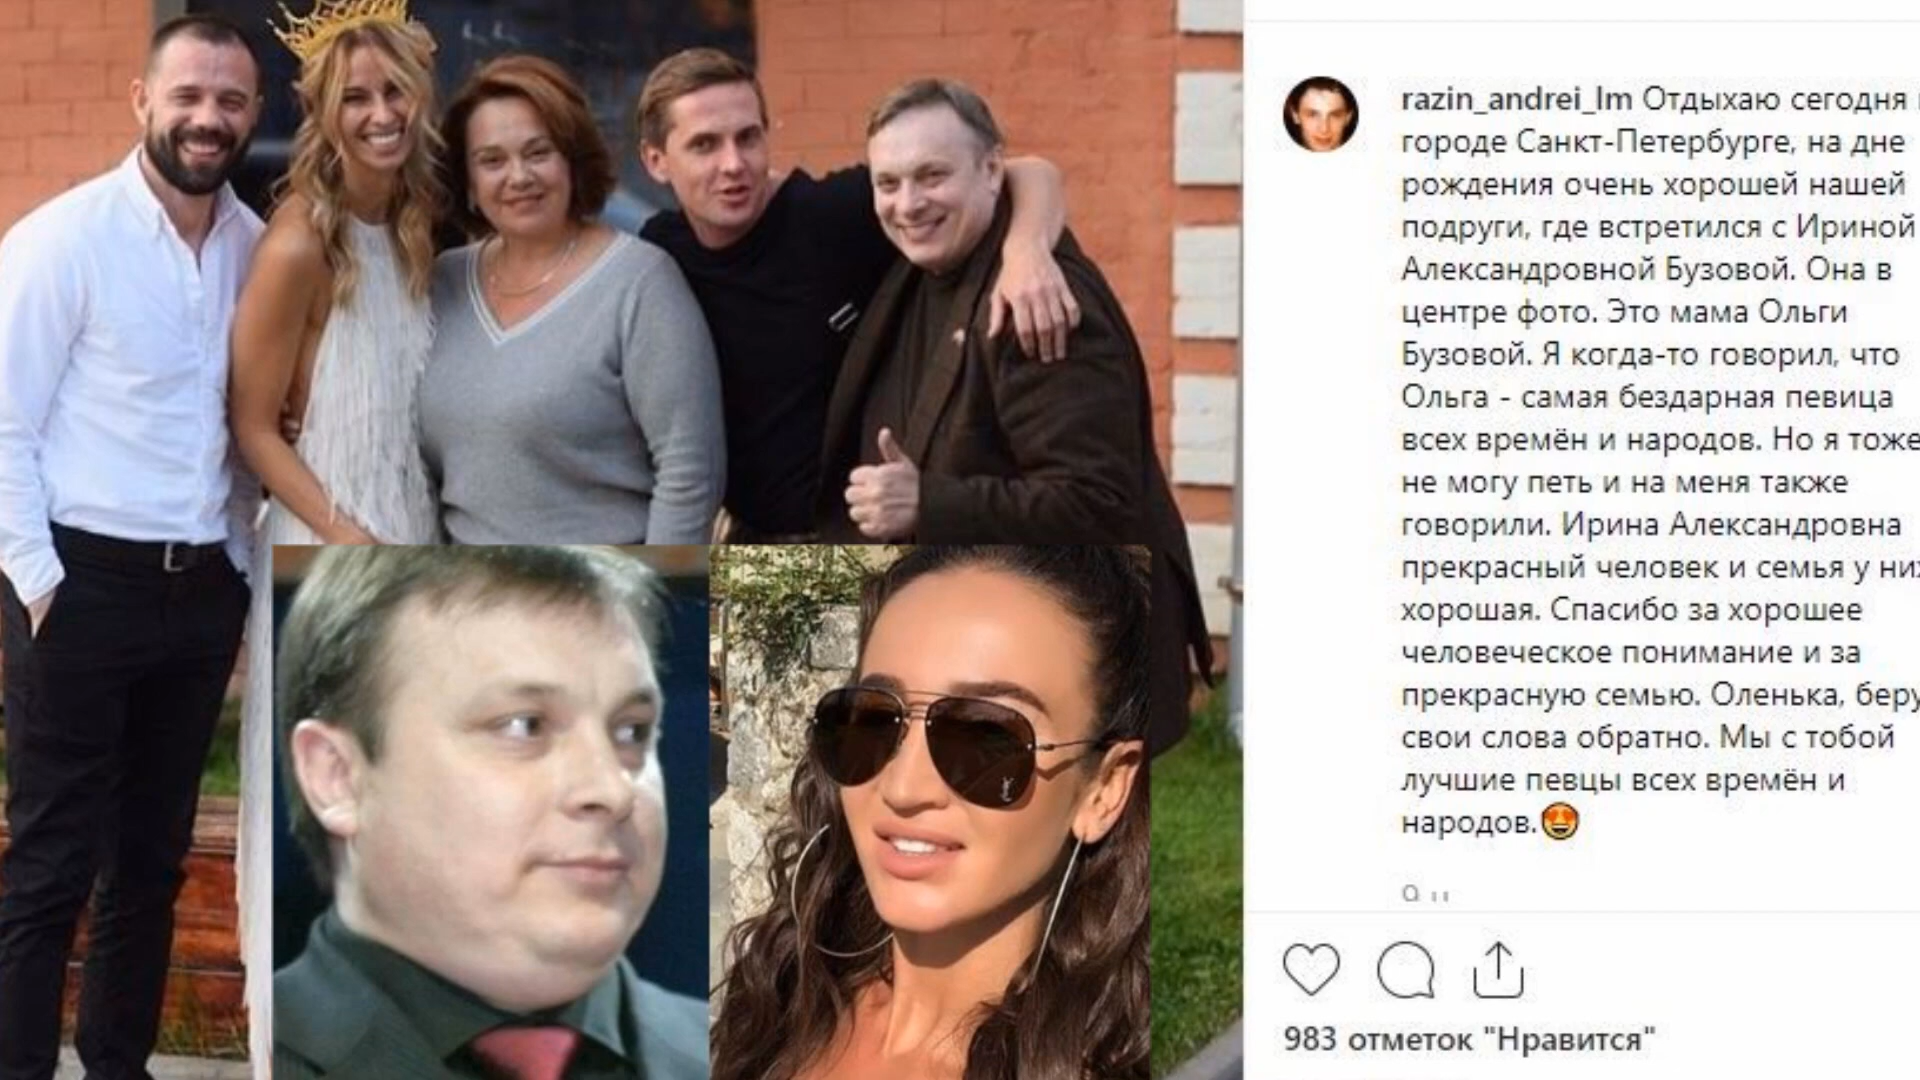 razin_andrei_lm Отдыхаю сегодня
городе Санкт-Петербурге, на дне
рождения очень хорошей нашей
подруги, где встретился с Ириной
Александровной Бузовой. Она в
центре фото. Это мама Ольги
Бузовой. Я когда-то говорил, что
Ольга - самая бездарная певица
всех времён и народов. Но я тоже
не могу петь и на меня также
говорили. Ирина Александровна
прекрасный человек и семья у них
хорошая. Спасибо за хорошее
человеческое понимание и за
прекрасную семью. Оленька, беру
свои слова обратно. Мы с тобой
лучшие певцы всех времён и
народов.😍
983 отметок "Нравится"